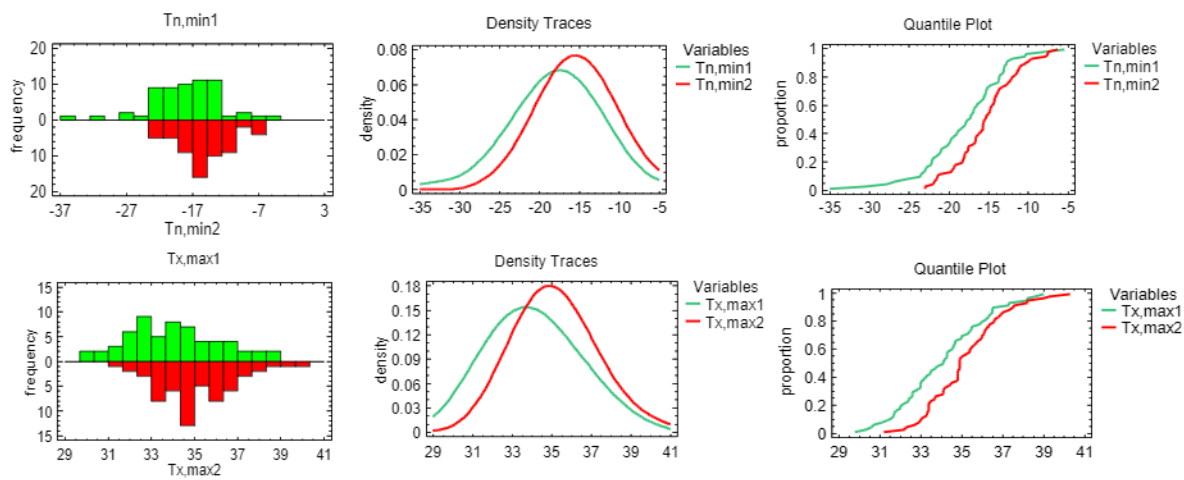 Tn,min1
frequency
20
10
0
10
20
-37 -27 -17 -7 3
Tn,min2
Density Traces
density
0.08
0.06
0.04
0.02
0
-35 -30 -25 -20 -15 -10 -5
Variables
Tn,min1
Tn,min2
Quantile Plot
proportion
1
0.8
0.6
0.4
0.2
0
-35 -30 -25 -20 -15 -10 -5
Variables
Tn,min1
Tn,min2
Tx,max1
frequency
15
10
5
0
5
10
15
29 31 33 35 37 39 41
Tx,max2
Density Traces
density
0.18
0.15
0.12
0.09
0.06
0.03
0
29 31 33 35 37 39 41
Variables
Tx,max1
Tx,max2
Quantile Plot
proportion
1
0.8
0.6
0.4
0.2
0
29 31 33 35 37 39 41
Variables
Tx,max1
Tx,max2